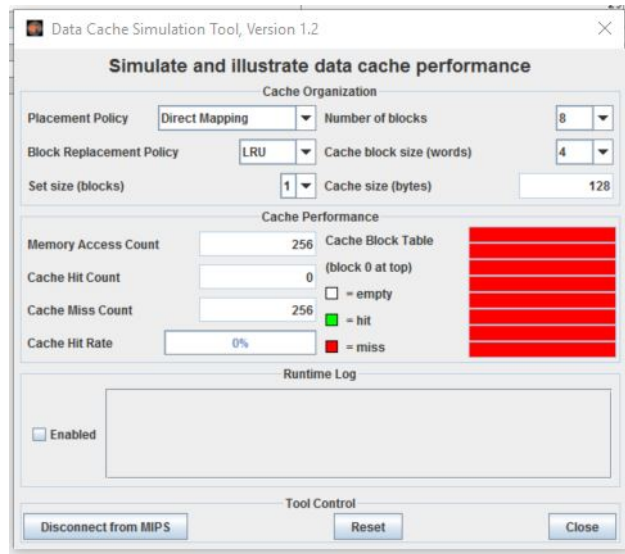 Data Cache Simulation Tool, Version 1.2
Simulate and illustrate data cache performance
Cache Organization
Placement Policy Direct Mapping Number of blocks 8
Block Replacement Policy LRU Cache block size (words) 4
Set size (blocks) 1 Cache size (bytes) 128
Cache Performance
Memory Access Count 256 Cache Block Table
(block 0 at top)
Cache Hit Count 0
= empty
Cache Miss Count 256
= hit
Cache Hit Rate 0%
= miss
Runtime Log
Enabled
Tool Control
Disconnect from MIPS Reset Close